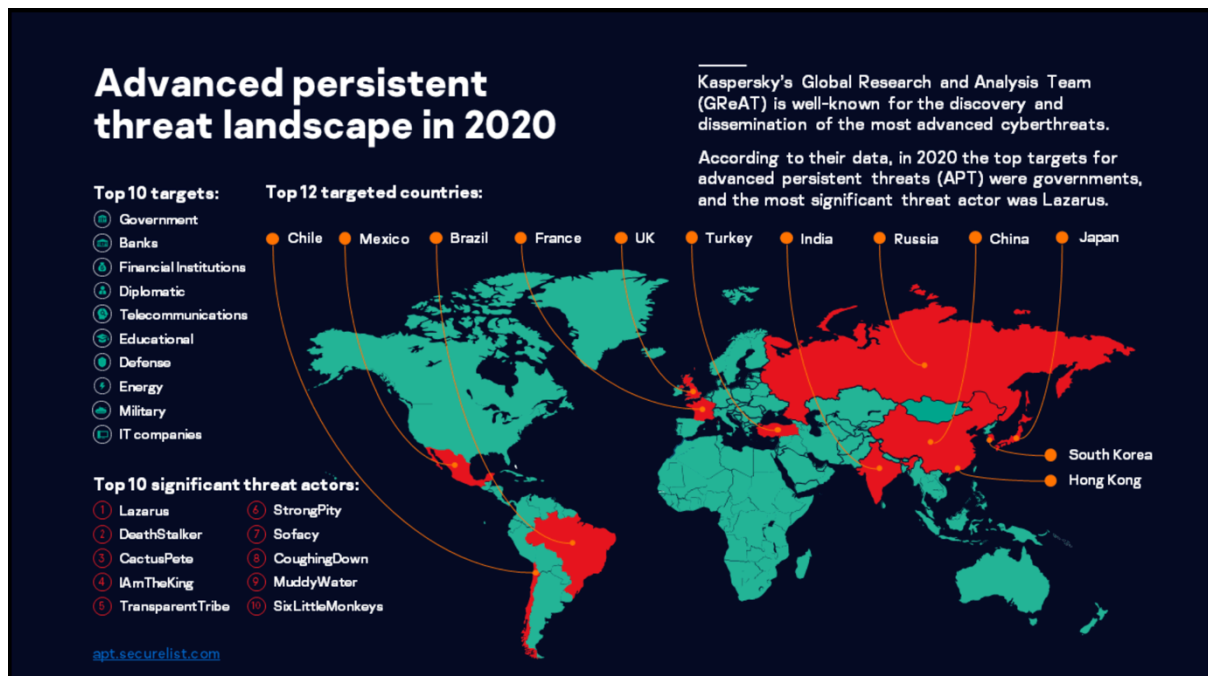 Advanced persistent
threat landscape in 2020
Kaspersky's Global Research and Analysis Team
(GReAT) is well-known for the discovery and
dissemination of the most advanced cyberthreats.
According to their data, in 2020 the top targets for
advanced persistent threats (APT) were governments,
and the most significant threat actor was Lazarus.
Top 10 targets:
Government
Banks
Financial Institutions
Diplomatic
Telecommunications
Educational
Defense
Energy
Military
IT companies
Top 12 targeted countries:
Chile
Mexico
Brazil
France
UK
Turkey
India
Russia
China
Japan
South Korea
Hong Kong
Top 10 significant threat actors:
1 Lazarus
2 DeathStalker
3 CactusPete
4 IAmTheKing
5 TransparentTribe
6 StrongPity
7 Sofacy
8 CoughingDown
9 MuddyWater
10 SixLittleMonkeys
apt.securelist.com